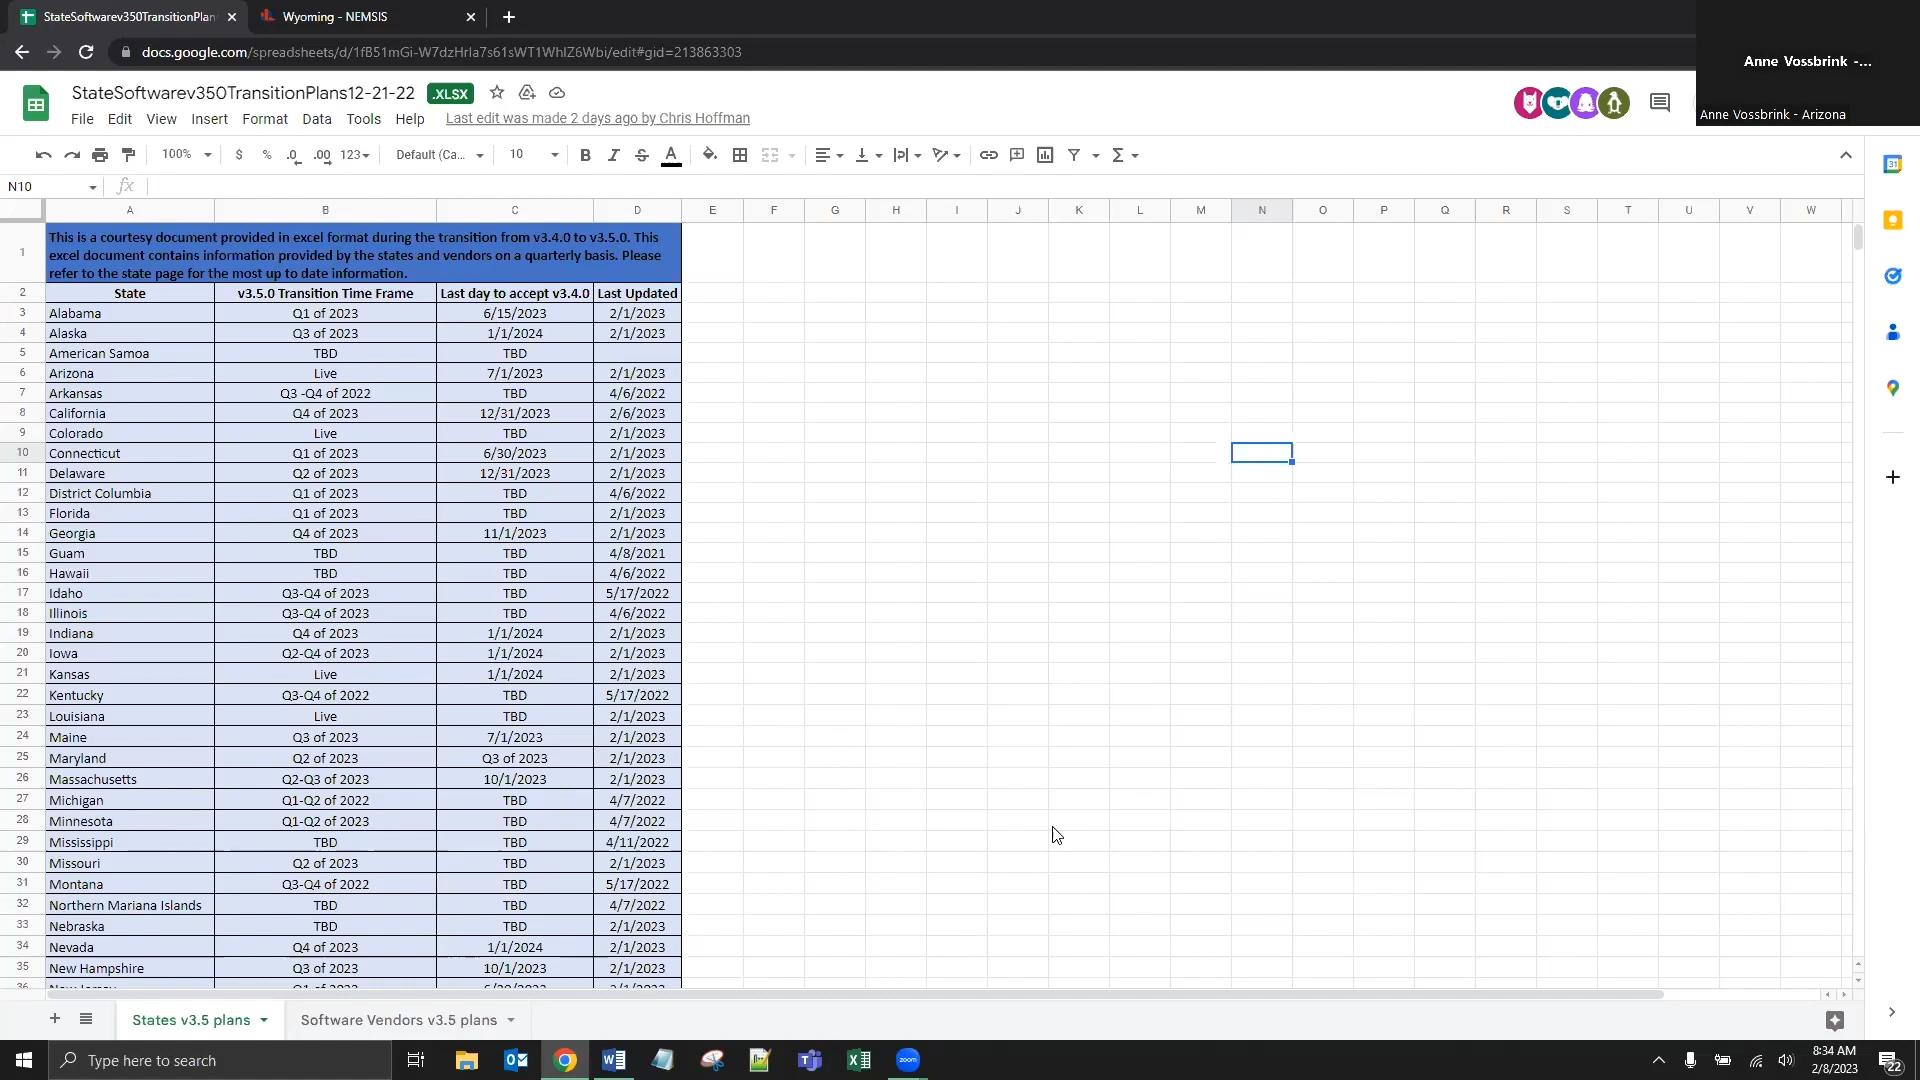 StateSoftwarev350TransitionPlan
Wyoming - NEMSIS
docs.google.com/spreadsheets/d/1fB51mGi-W7dzHrIa7s61sWT1WhIZ6Wbi/edit#gid=213863303
Anne Vossbrink -...
Anne Vossbrink - Arizona
StateSoftwarev350TransitionPlans12-21-22 .XLSX
File Edit View Insert Format Data Tools Help Last edit was made 2 days ago by Chris Hoffman
100% $ % .0 .00 123 Default (Ca... 10 B I S A Σ
31
N10 fx
A B C D E F G H I J K L M N O P Q R S T U V W
1 This is a courtesy document provided in excel format during the transition from v3.4.0 to v3.5.0. This
excel document contains information provided by the states and vendors on a quarterly basis. Please
refer to the state page for the most up to date information.
2 State v3.5.0 Transition Time Frame Last day to accept v3.4.0 Last Updated
3 Alabama Q1 of 2023 6/15/2023 2/1/2023
4 Alaska Q3 of 2023 1/1/2024 2/1/2023
5 American Samoa TBD TBD
6 Arizona Live 7/1/2023 2/1/2023
7 Arkansas Q3 -Q4 of 2022 TBD 4/6/2022
8 California Q4 of 2023 12/31/2023 2/6/2023
9 Colorado Live TBD 2/1/2023
10 Connecticut Q1 of 2023 6/30/2023 2/1/2023
11 Delaware Q2 of 2023 12/31/2023 2/1/2023
12 District Columbia Q1 of 2023 TBD 4/6/2022
13 Florida Q1 of 2023 TBD 2/1/2023
14 Georgia Q4 of 2023 11/1/2023 2/1/2023
15 Guam TBD TBD 4/8/2021
16 Hawaii TBD TBD 4/6/2022
17 Idaho Q3-Q4 of 2023 TBD 5/17/2022
18 Illinois Q3-Q4 of 2023 TBD 4/6/2022
19 Indiana Q4 of 2023 1/1/2024 2/1/2023
20 Iowa Q2-Q4 of 2023 1/1/2024 2/1/2023
21 Kansas Live 1/1/2024 2/1/2023
22 Kentucky Q3-Q4 of 2022 TBD 5/17/2022
23 Louisiana Live TBD 2/1/2023
24 Maine Q3 of 2023 7/1/2023 2/1/2023
25 Maryland Q2 of 2023 Q3 of 2023 2/1/2023
26 Massachusetts Q2-Q3 of 2023 10/1/2023 2/1/2023
27 Michigan Q1-Q2 of 2022 TBD 4/7/2022
28 Minnesota Q1-Q2 of 2023 TBD 4/7/2022
29 Mississippi TBD TBD 4/11/2022
30 Missouri Q2 of 2023 TBD 2/1/2023
31 Montana Q3-Q4 of 2022 TBD 5/17/2022
32 Northern Mariana Islands TBD TBD 4/7/2022
33 Nebraska TBD TBD 2/1/2023
34 Nevada Q4 of 2023 1/1/2024 2/1/2023
35 New Hampshire Q3 of 2023 10/1/2023 2/1/2023
States v3.5 plans Software Vendors v3.5 plans
Type here to search
zoom
8:34 AM
2/8/2023
22